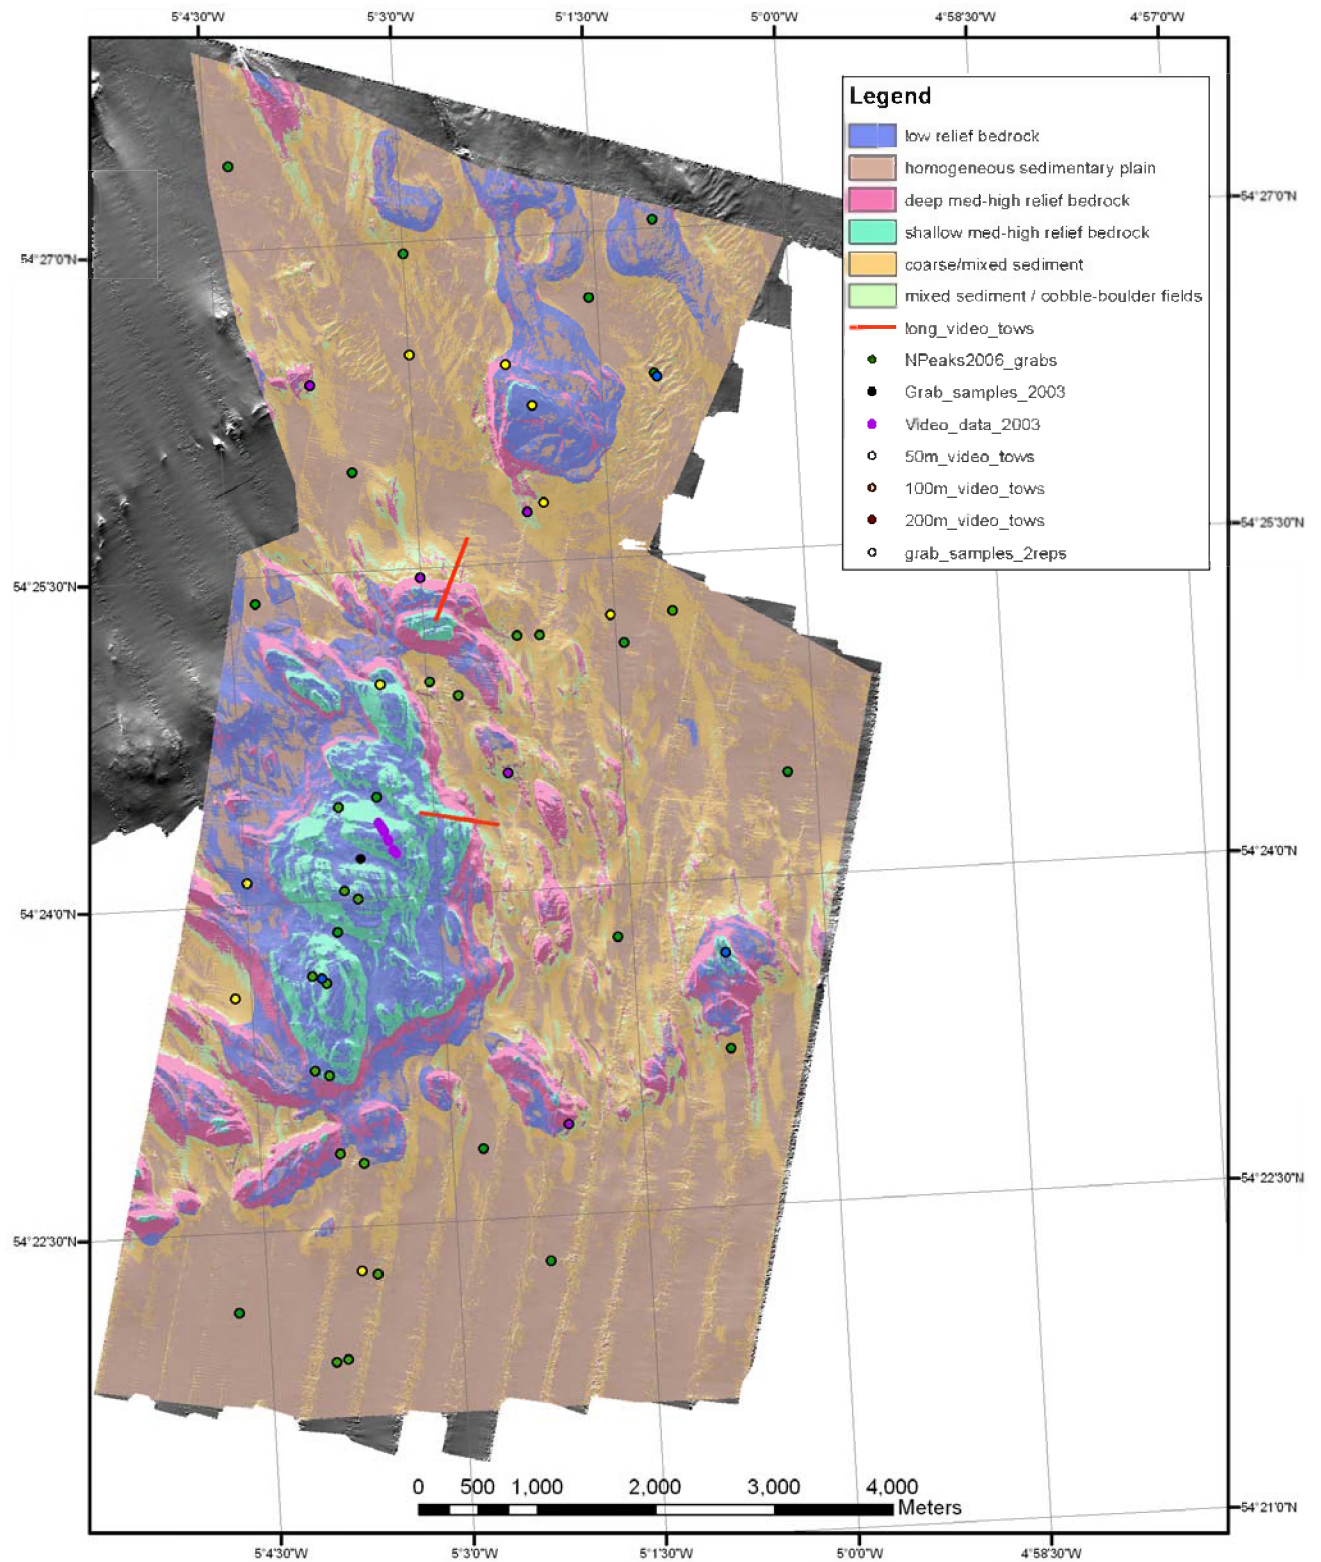 5°4'30"W 5°3'0"W 5°1'30"W 5°0'0"W 4°58'30"W 4°57'0"W
Legend
low relief bedrock
homogeneous sedimentary plain
deep med-high relief bedrock
shallow med-high relief bedrock
coarse/mixed sediment
mixed sediment / cobble-boulder fields
long_video_tows
NPeaks2006_grabs
Grab_samples_2003
Video_data_2003
50m_video_tows
100m_video_tows
200m_video_tows
grab_samples_2reps
54°27'0"N
54°27'0"N
54°25'30"N
54°25'30"N
54°24'0"N
54°24'0"N
54°22'30"N
54°22'30"N
54°21'0"N
0 500 1,000 2,000 3,000 4,000
Meters
5°4'30"W 5°3'0"W 5°1'30"W 5°0'0"W 4°58'30"W